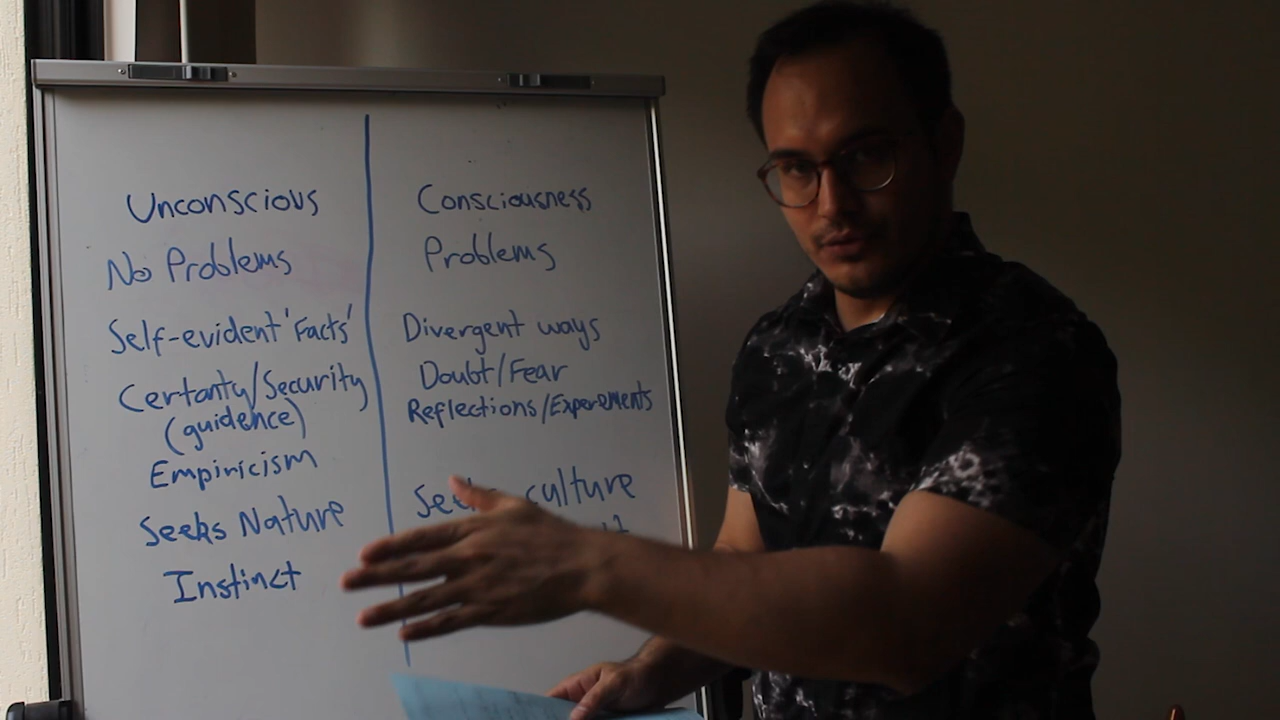 Unconscious
No Problems
Self-evident 'Facts'
Certanty/Security
(guidence)
Empiricism
Seeks Nature
Instinct
Consciousness
Problems
Divergent ways
Doubt/Fear
Reflections/Experements
culture